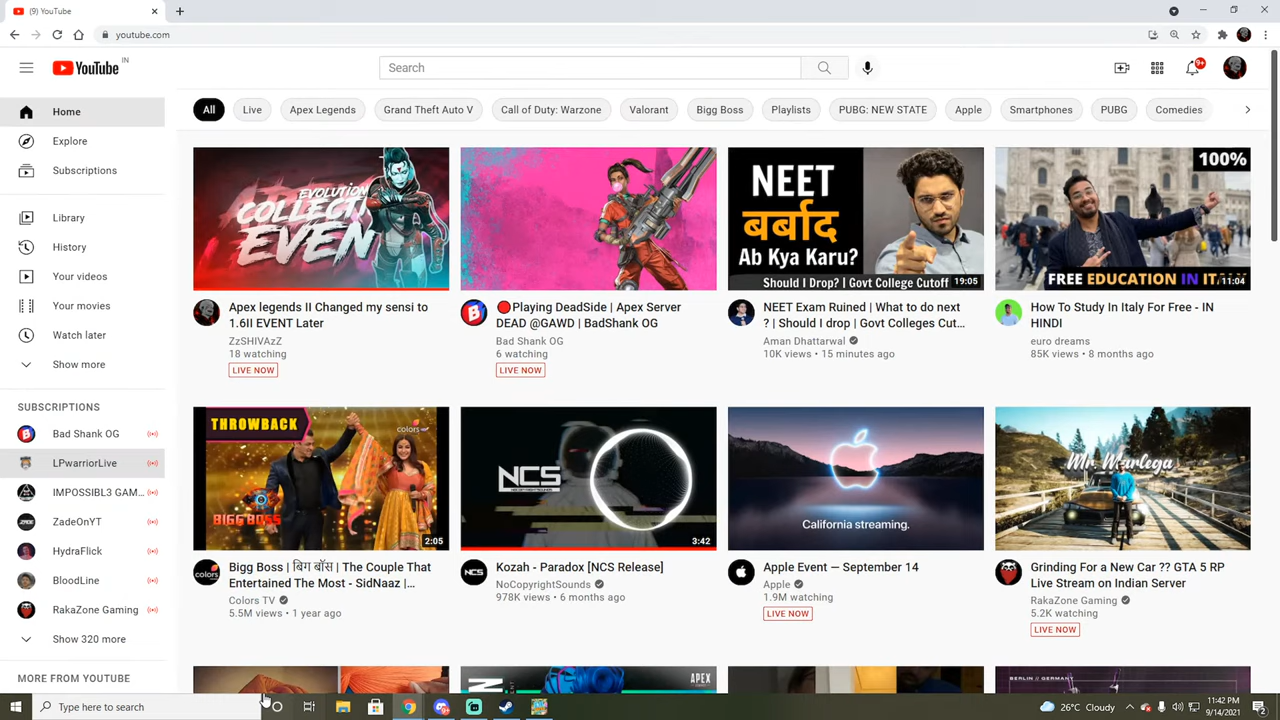 (9) YouTube
youtube.com
YouTube IN
Search
9+
Home
Explore
Subscriptions
Library
History
Your videos
Your movies
Watch later
Show more
SUBSCRIPTIONS
Bad Shank OG
LPwarriorLive
IMPOSSIBL3 GAM...
ZadeOnYT
HydraFlick
BloodLine
RakaZone Gaming
Show 320 more
MORE FROM YOUTUBE
All Live Apex Legends Grand Theft Auto V Call of Duty: Warzone Valorant Bigg Boss Playlists PUBG: NEW STATE Apple Smartphones PUBG Comedies
EVOLUTION
COLLECT
EVEN
Apex legends II Changed my sensi to
1.6II EVENT Later
ZzSHIVAzZ
18 watching
LIVE NOW
🔴Playing DeadSide | Apex Server
DEAD @GAWD | BadShank OG
Bad Shank OG
6 watching
LIVE NOW
NEET
बर्बाद
Ab Kya Karu?
Should I Drop? | Govt College Cutoff
19:05
NEET Exam Ruined | What to do next
? | Should I drop | Govt Colleges Cut...
Aman Dhattarwal
10K views • 15 minutes ago
100%
FREE EDUCATION IN IT
11:04
How To Study In Italy For Free - IN
HINDI
euro dreams
85K views • 8 months ago
THROWBACK
colors
BIGG BOSS
2:05
colors
Bigg Boss | बिग बॉस | The Couple That
Entertained The Most - SidNaaz |...
Colors TV
5.5M views • 1 year ago
NCS
3:42
NCS
Kozah - Paradox [NCS Release]
NoCopyrightSounds
978K views • 6 months ago
California streaming.
Apple Event — September 14
Apple
1.9M watching
LIVE NOW
Mr Marlega
Grinding For a New Car ?? GTA 5 RP
Live Stream on Indian Server
RakaZone Gaming
5.2K watching
LIVE NOW
APEX
BERLIN // GERMANY
Type here to search
26°C Cloudy
11:42 PM
9/14/2021
2